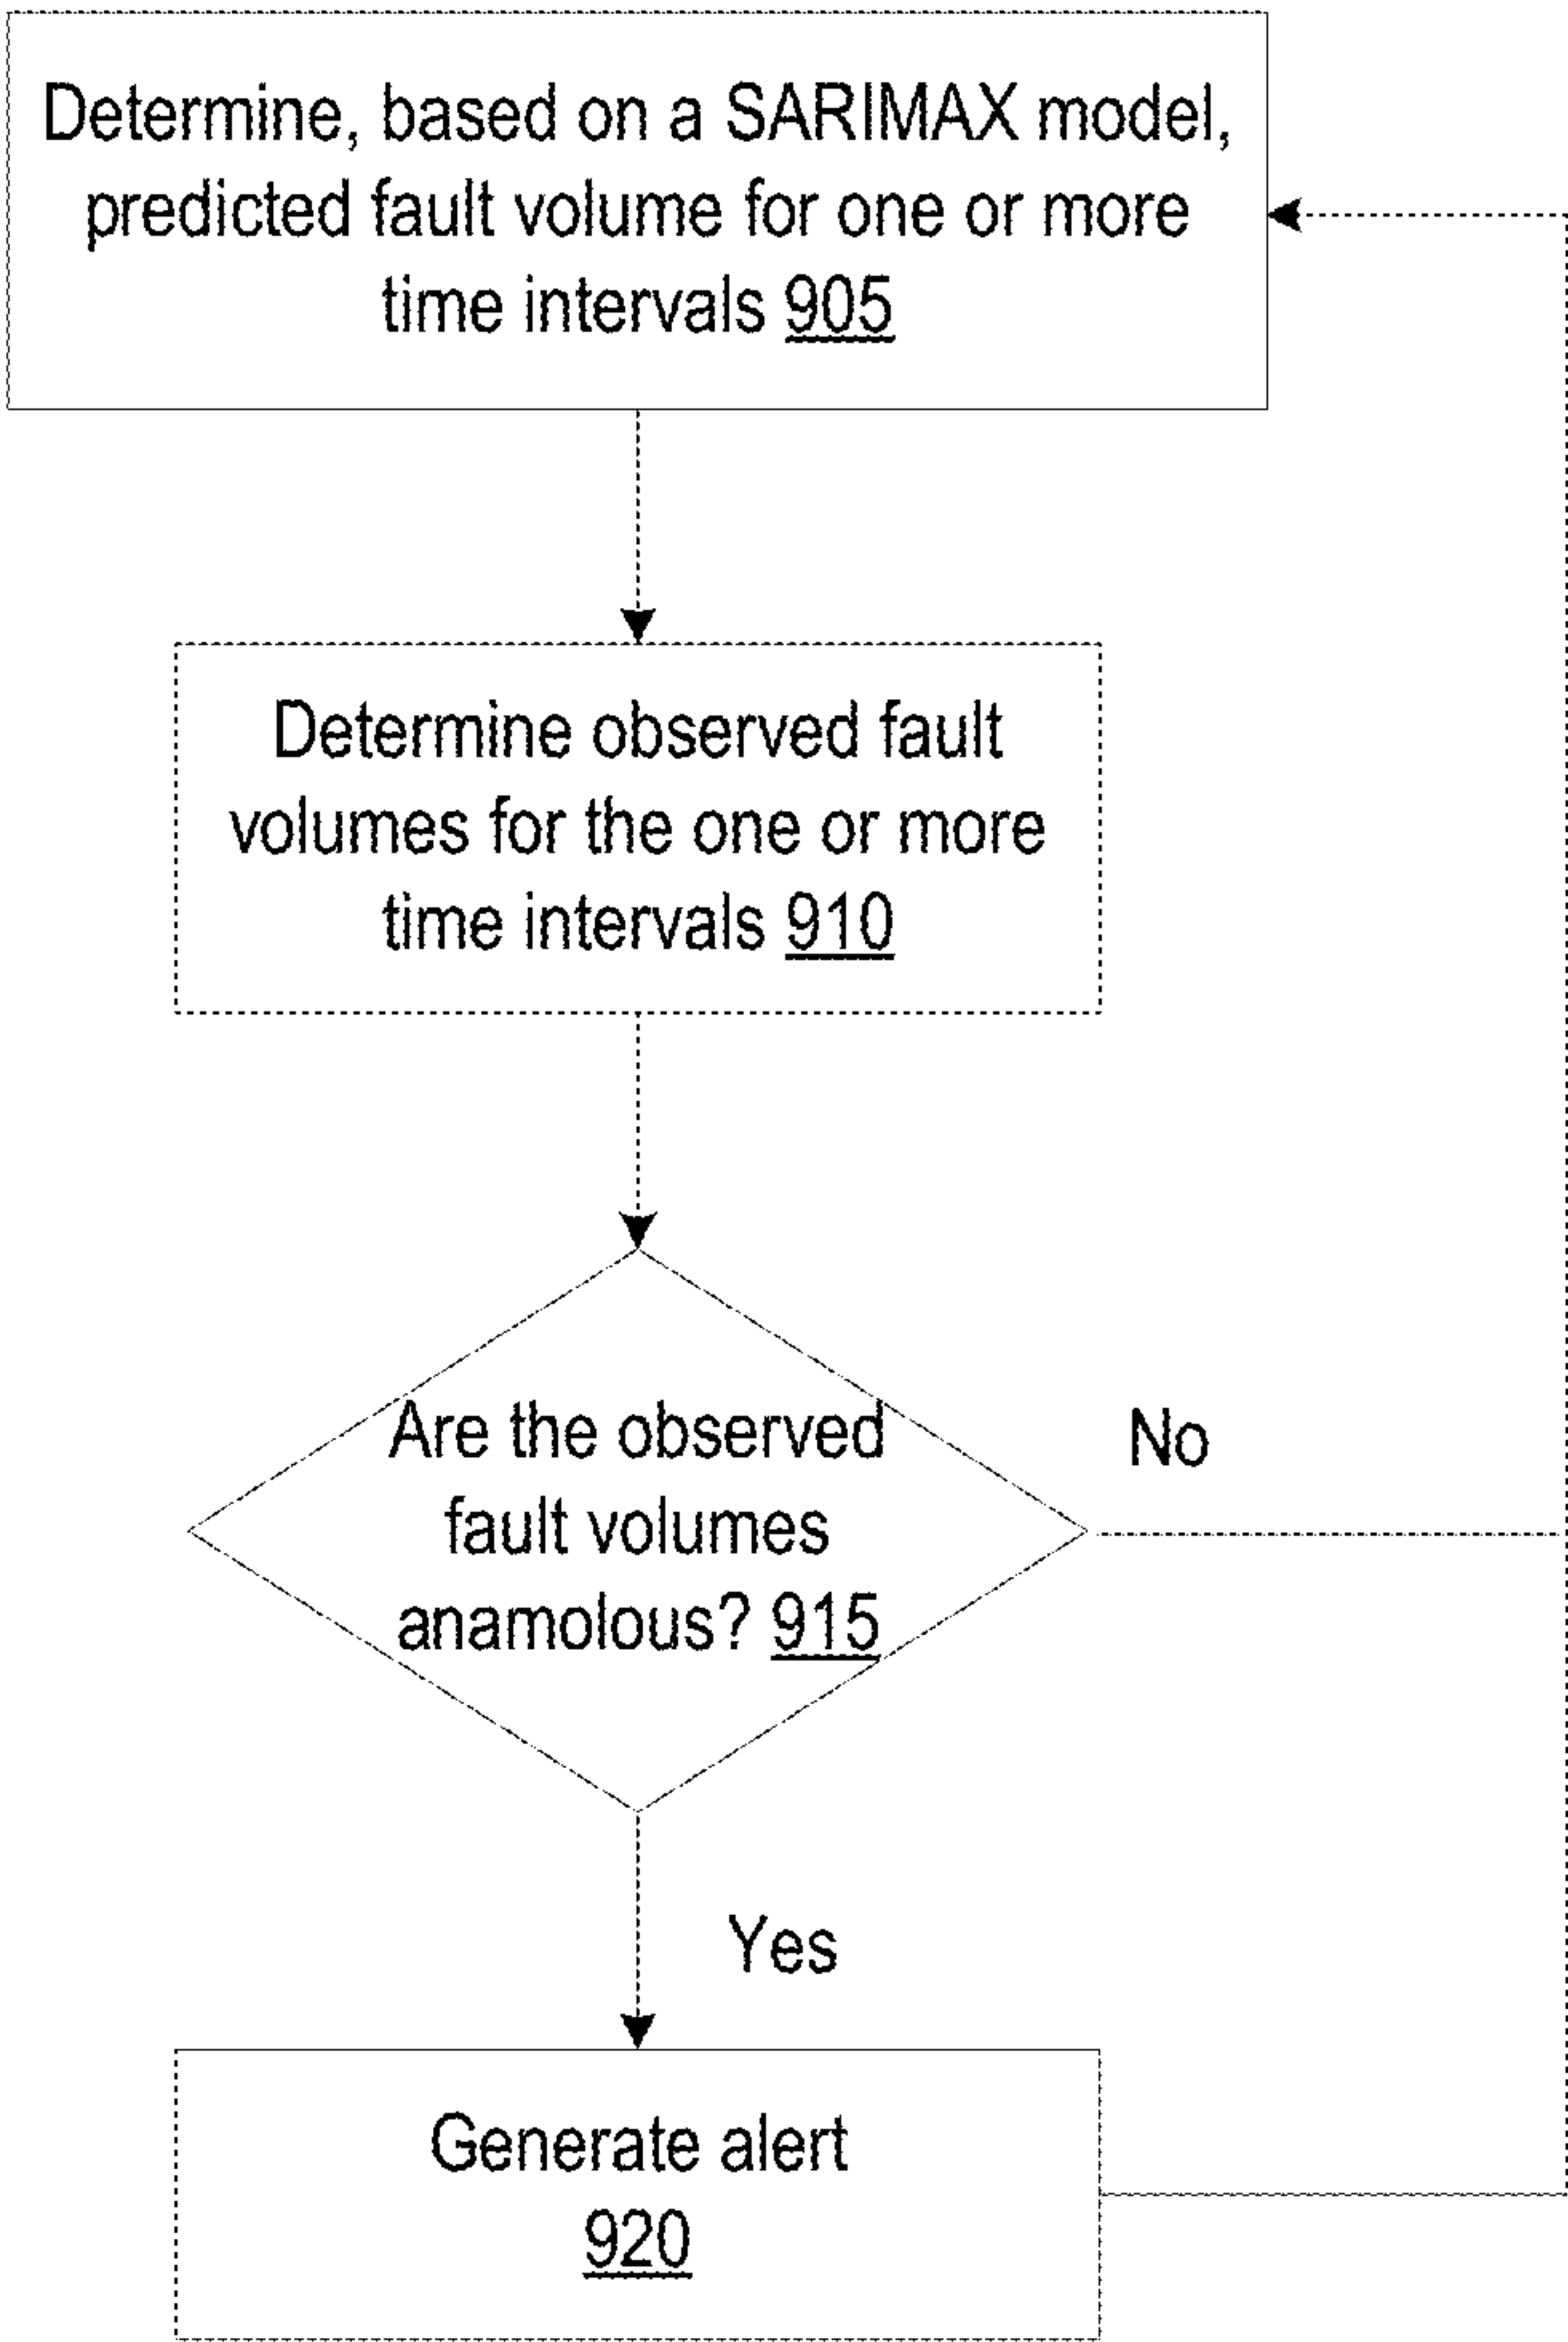 Determine, based on a SARIMAX model,
predicted fault volume for one or more
time intervals 905
Determine observed fault
volumes for the one or more
time intervals 910
Are the observed
fault volumes
anamolous? 915
No
Yes
Generate alert
920